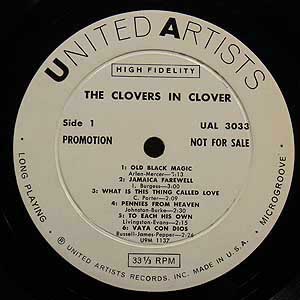 UNITED ARTISTS
HIGH FIDELITY
THE CLOVERS IN CLOVER
Side 1
UAL 3033
PROMOTION
NOT FOR SALE
1: OLD BLACK MAGIC
Arlen-Mercer—2:13
2: JAMAICA FAREWELL
I. Burgess—3:00
3: WHAT IS THIS THING CALLED LOVE
C. Porter—2:09
4: PENNIES FROM HEAVEN
Johnston-Burke—2:30
5: TO EACH HIS OWN
Livingston-Evans—2:15
6: VAYA CON DIOS
Russell-James-Pepper—2:26
U9M 1137
33⅓ RPM
• LONG PLAYING •
• MICROGROOVE •
© UNITED ARTISTS RECORDS, INC. MADE IN U.S.A.